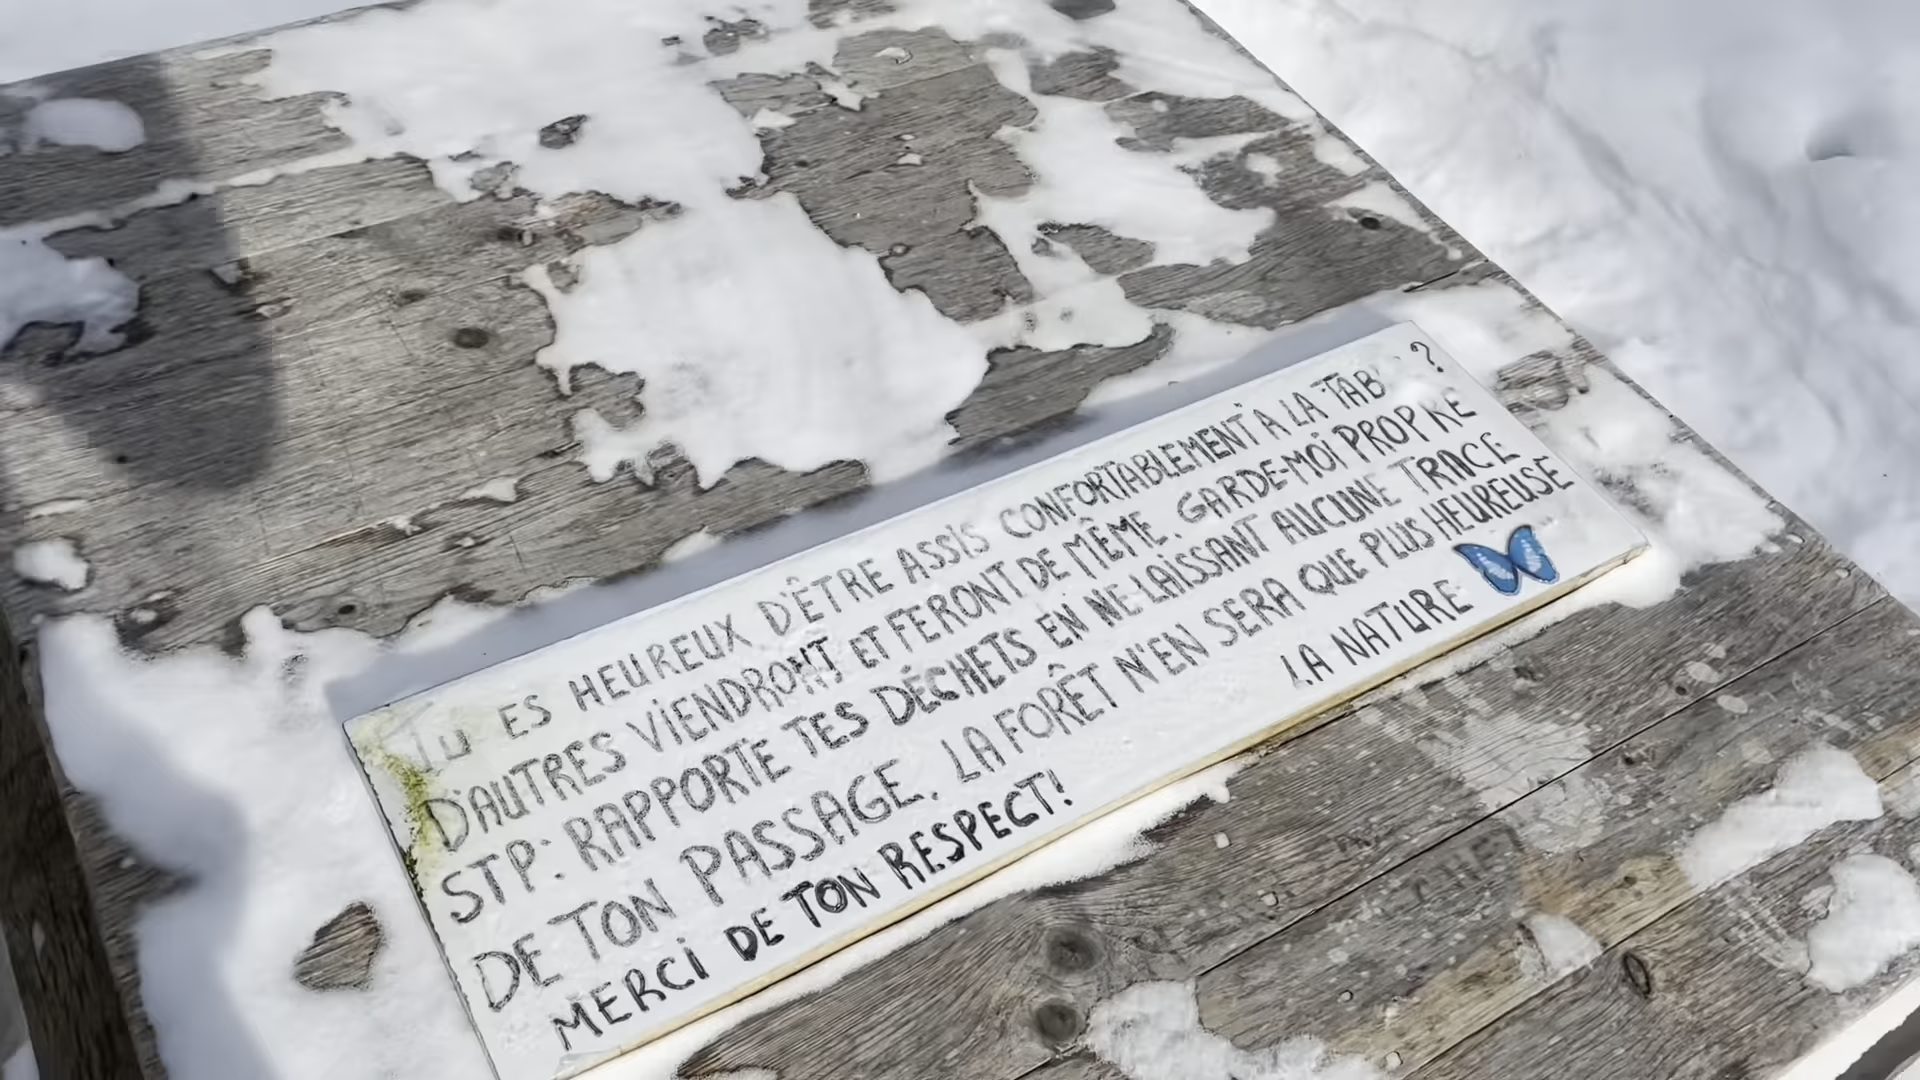 TU ES HEUREUX D'ÊTRE ASSIS CONFORTABLEMENT À LA TAB ?
D'AUTRES VIENDRONT ET FERONT DE MÊME. GARDE-MOI PROPRE
STP: RAPPORTE TES DÉCHETS EN NE LAISSANT AUCUNE TRACE
DE TON PASSAGE. LA FORÊT N'EN SERA QUE PLUS HEUREUSE
MERCI DE TON RESPECT! LA NATURE